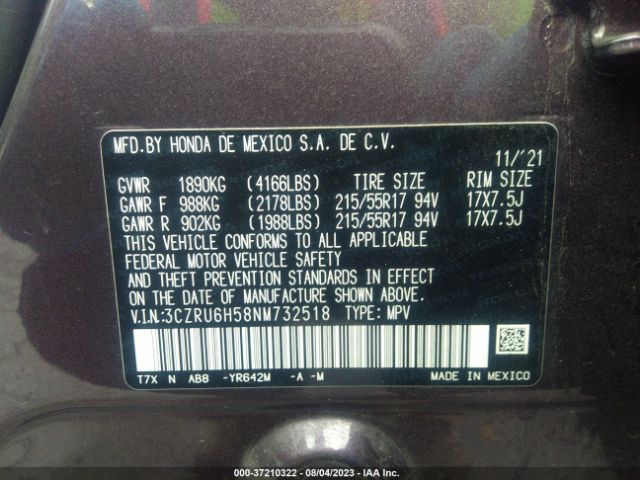 MFD.BY HONDA DE MEXICO S.A. DE C.V.
11/'21
GVWR 1890KG (4166LBS) TIRE SIZE RIM SIZE
GAWR F 988KG (2178LBS) 215/55R17 94V 17X7.5J
GAWR R 902KG (1988LBS) 215/55R17 94V 17X7.5J
THIS VEHICLE CONFORMS TO ALL APPLICABLE
FEDERAL MOTOR VEHICLE SAFETY
AND THEFT PREVENTION STANDARDS IN EFFECT
ON THE DATE OF MANUFACTURE SHOWN ABOVE.
V.I.N.:3CZRU6H58NM732518 TYPE: MPV
T7X N AB8 -YR642M -A -M MADE IN MEXICO
000-37210322 - 08/04/2023 - IAA Inc.